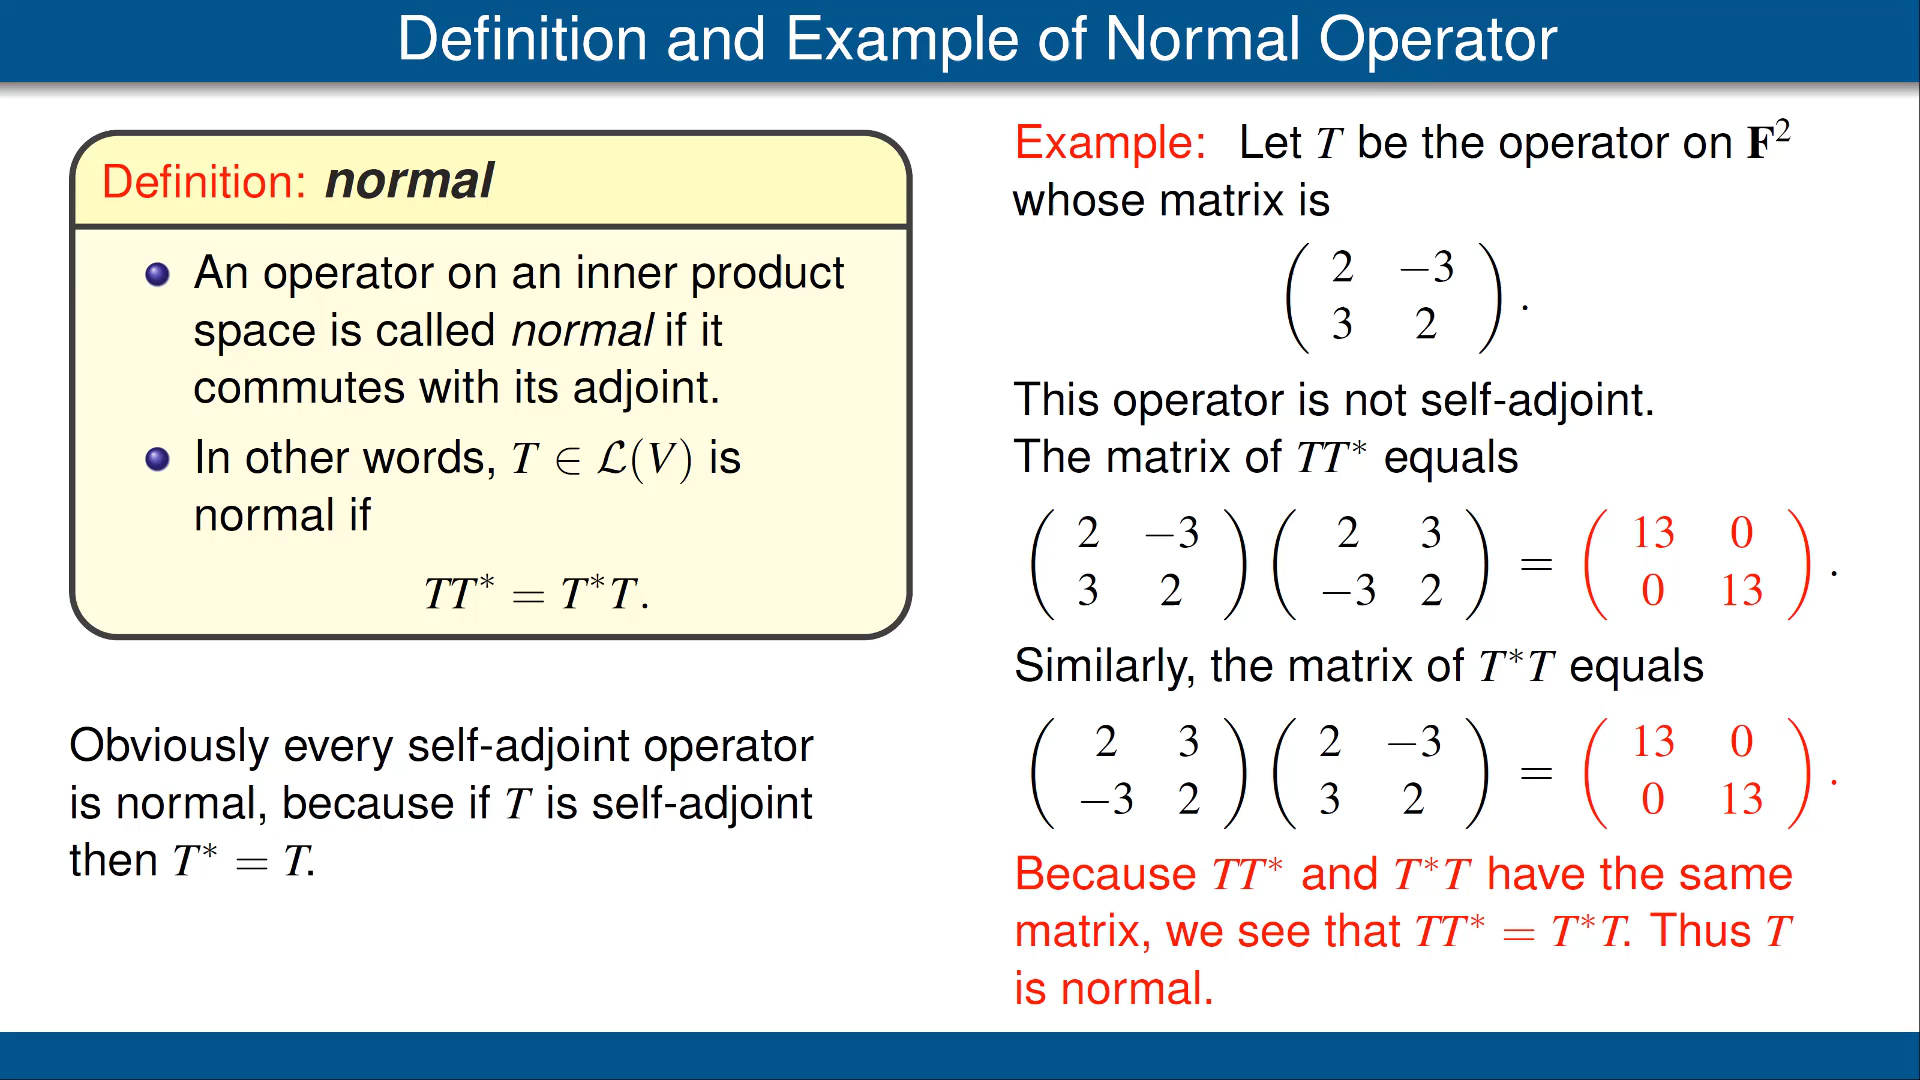 Definition and Example of Normal Operator
Definition: normal
An operator on an inner product
space is called normal if it
commutes with its adjoint.
In other words, T ∈ ℒ(V) is
normal if
TT* = T*T.
Obviously every self-adjoint operator
is normal, because if T is self-adjoint
then T* = T.
Example: Let T be the operator on F²
whose matrix is
( 2 −3
3 2 ).
This operator is not self-adjoint.
The matrix of TT* equals
( 2 −3 ) ( 2 3 ) = ( 13 0 )
( 3 2 ) ( −3 2 ) ( 0 13 ).
Similarly, the matrix of T*T equals
( 2 3 ) ( 2 −3 ) = ( 13 0 )
( −3 2 ) ( 3 2 ) ( 0 13 ).
Because TT* and T*T have the same
matrix, we see that TT* = T*T. Thus T
is normal.